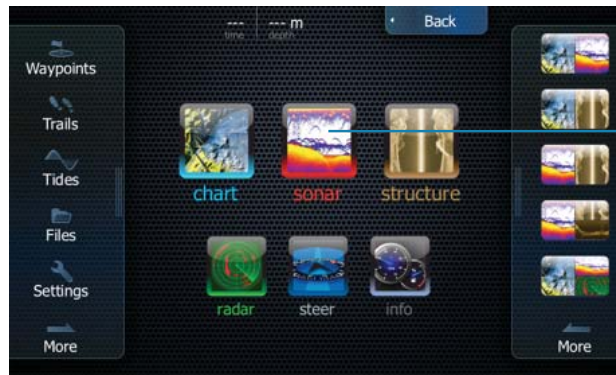 --- --- m
time depth
Back
Waypoints
Trails
Tides
Files
Settings
More
chart sonar structure
radar steer info
More